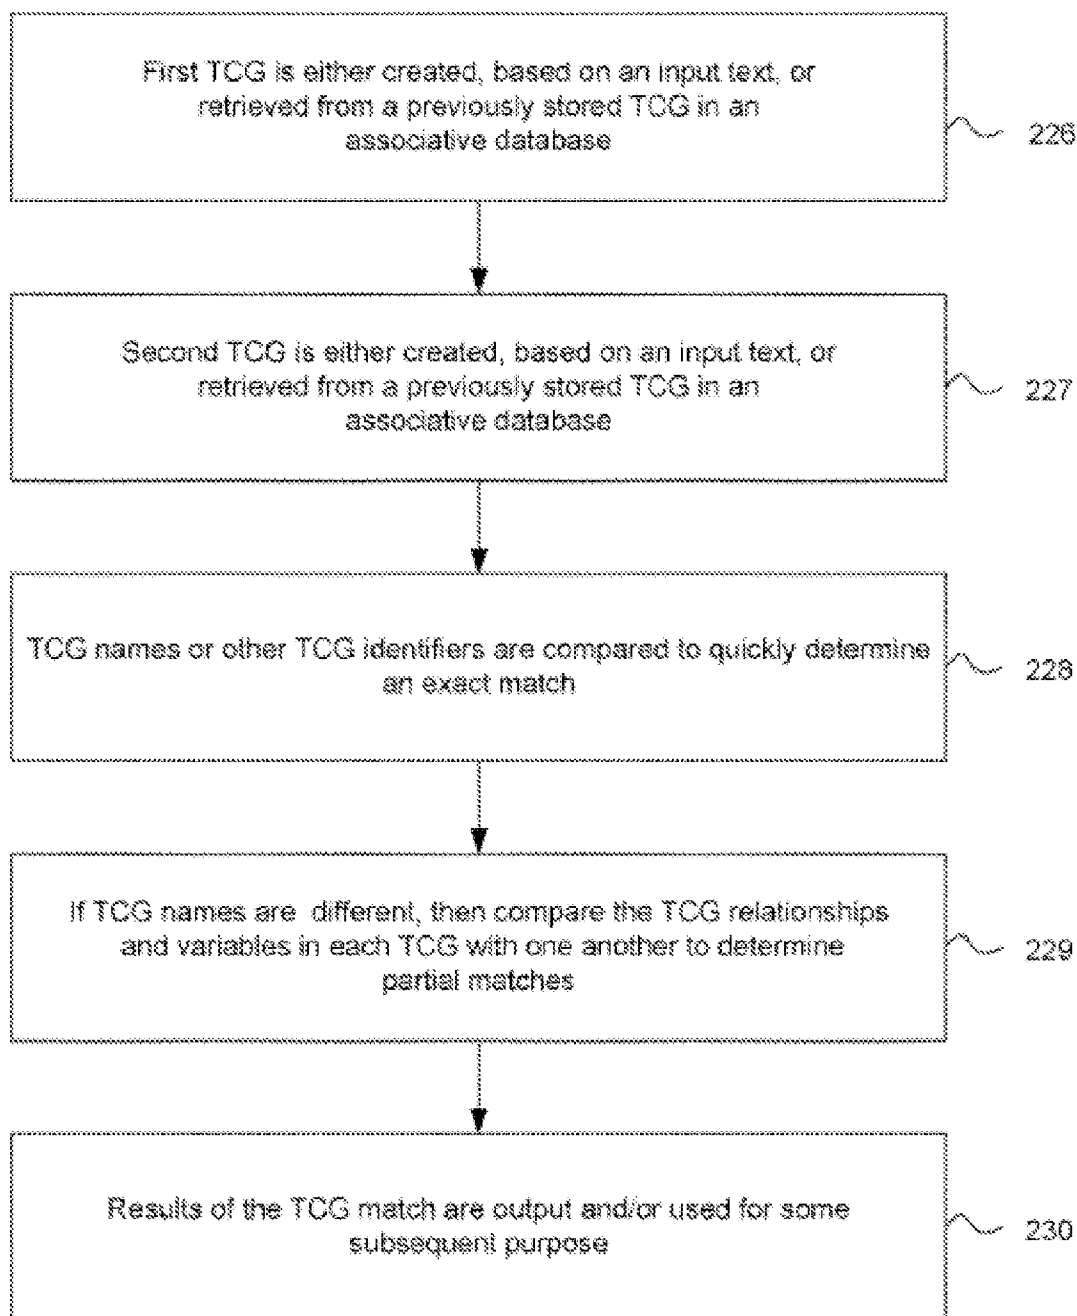 First TCG is either created, based on an input text, or
retrieved from a previously stored TCG in an
associative database
226
Second TCG is either created, based on an input text, or
retrieved from a previously stored TCG in an
associative database
227
TCG names or other TCG identifiers are compared to quickly determine
an exact match
228
If TCG names are different, then compare the TCG relationships
and variables in each TCG with one another to determine
partial matches
229
Results of the TCG match are output and/or used for some
subsequent purpose
230